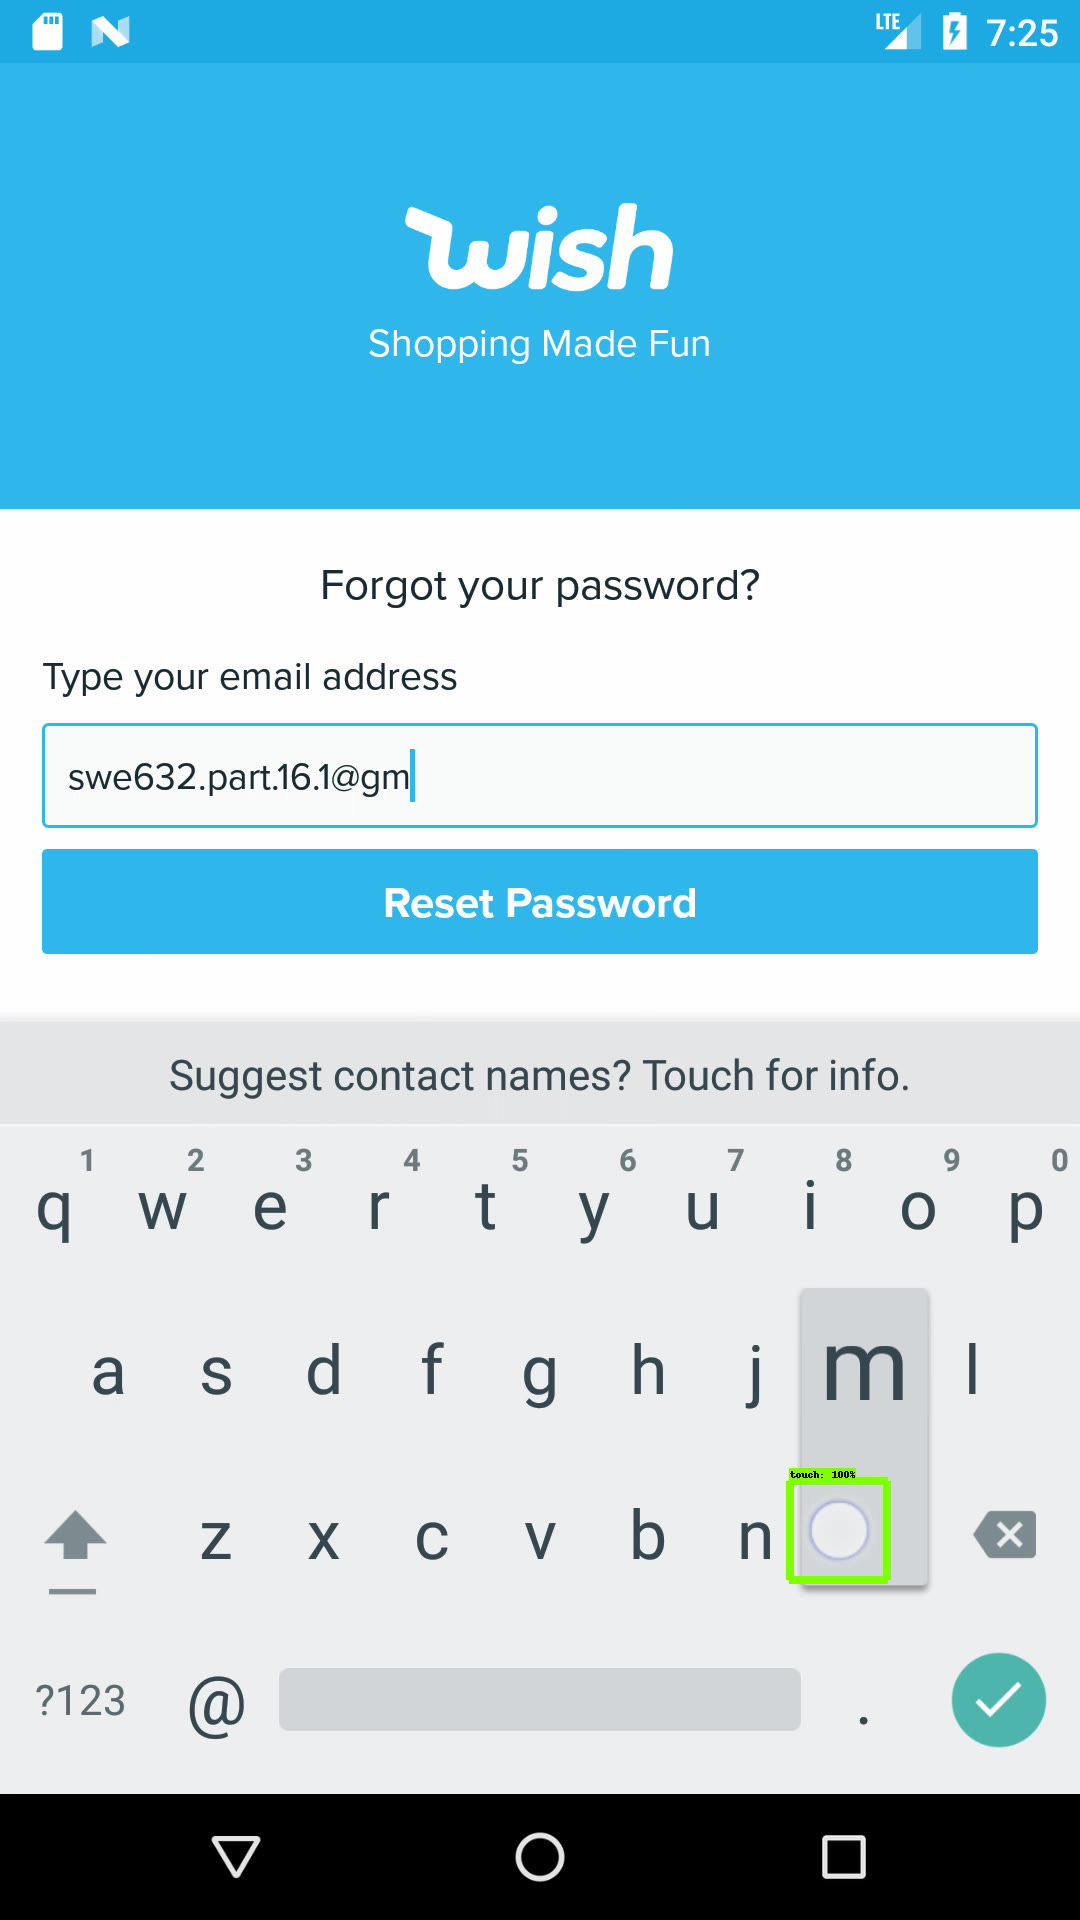 LTE 7:25
wish
Shopping Made Fun
Forgot your password?
Type your email address
swe632.part.16.1@gm
Reset Password
Suggest contact names? Touch for info.
1 2 3 4 5 6 7 8 9 0
q w e r t y u i o p
a s d f g h j m l
touch: 100%
z x c v b n
?123 @ .